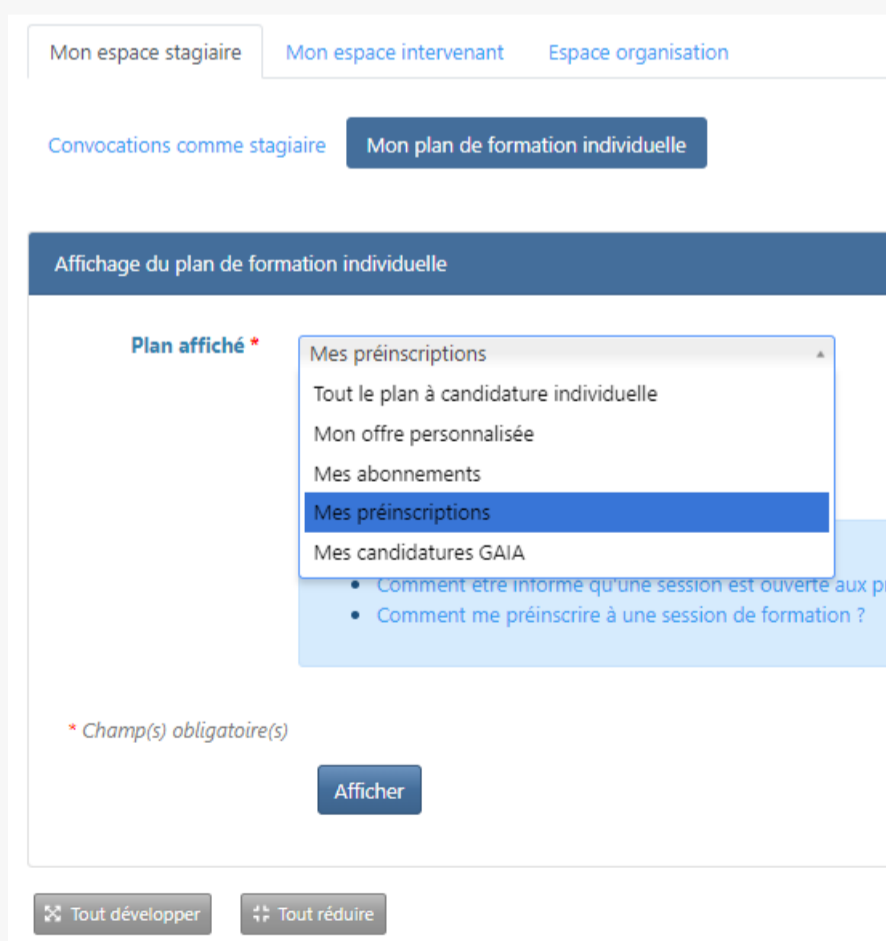 Mon espace stagiaire Mon espace intervenant Espace organisation
Convocations comme stagiaire Mon plan de formation individuelle
Affichage du plan de formation individuelle
Plan affiché * Mes préinscriptions
Tout le plan à candidature individuelle
Mon offre personnalisée
Mes abonnements
Mes préinscriptions
Mes candidatures GAIA
• Comment être informé qu'une session est ouverte aux pr
• Comment me préinscrire à une session de formation ?
* Champ(s) obligatoire(s)
Afficher
Tout développer Tout réduire